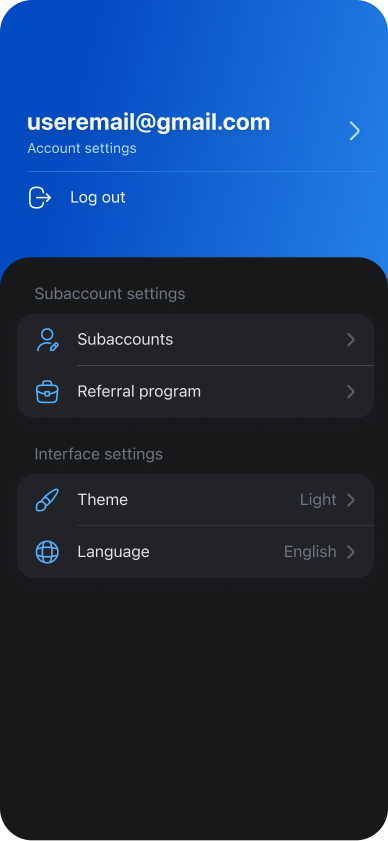 useremail@gmail.com
Account settings
Log out
Subaccount settings
Subaccounts
Referral program
Interface settings
Theme Light
Language English